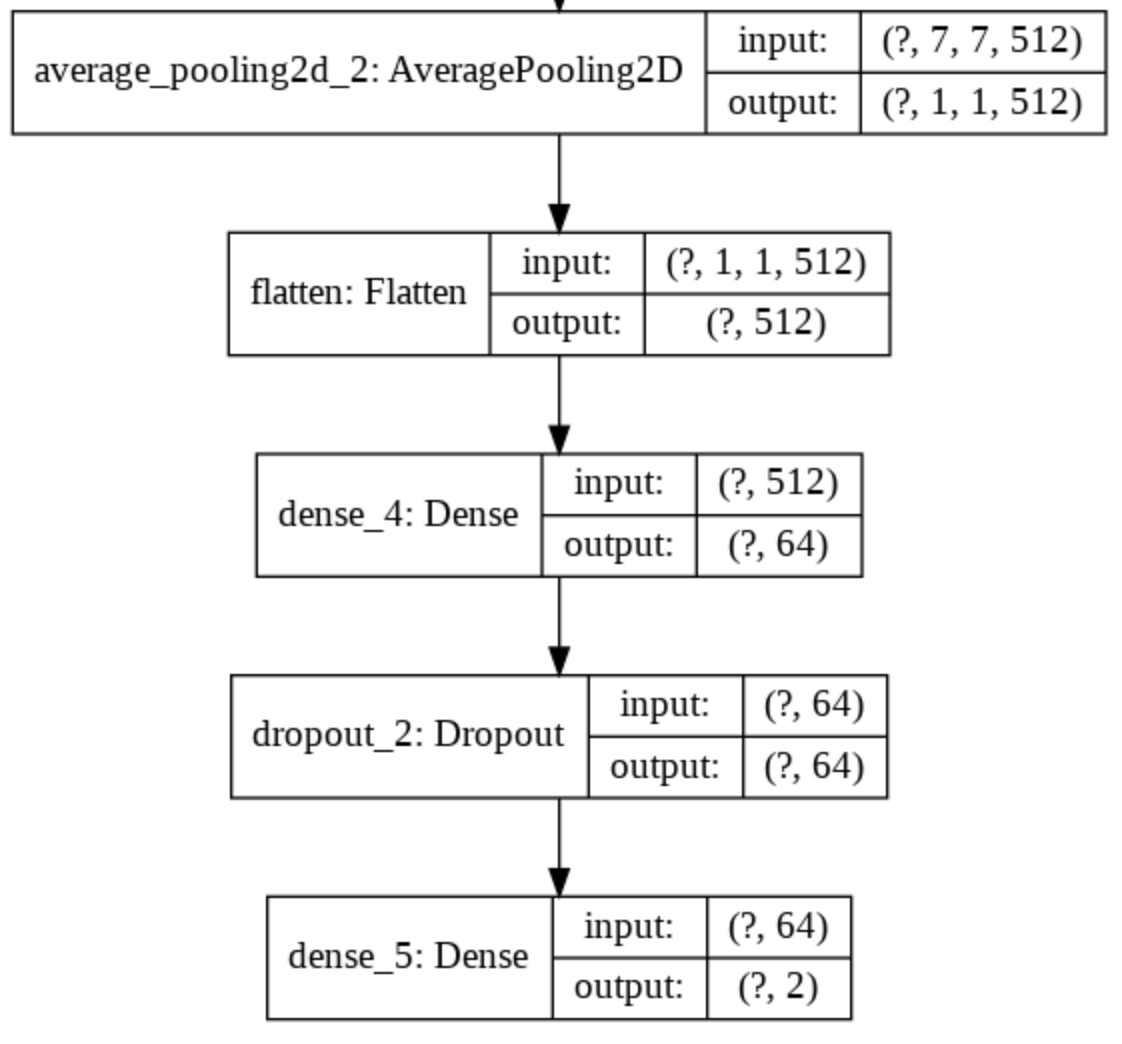 average_pooling2d_2: AveragePooling2D
input:
(?, 7, 7, 512)
output:
(?, 1, 1, 512)
flatten: Flatten
input:
(?, 1, 1, 512)
output:
(?, 512)
dense_4: Dense
input:
(?, 512)
output:
(?, 64)
dropout_2: Dropout
input:
(?, 64)
output:
(?, 64)
dense_5: Dense
input:
(?, 64)
output:
(?, 2)